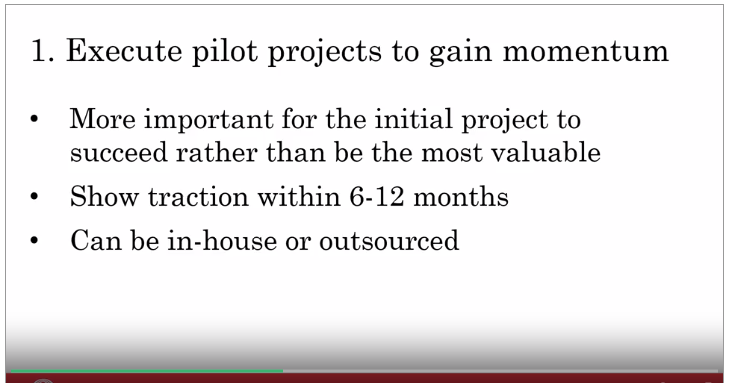 1. Execute pilot projects to gain momentum
• More important for the initial project to
succeed rather than be the most valuable
• Show traction within 6-12 months
• Can be in-house or outsourced